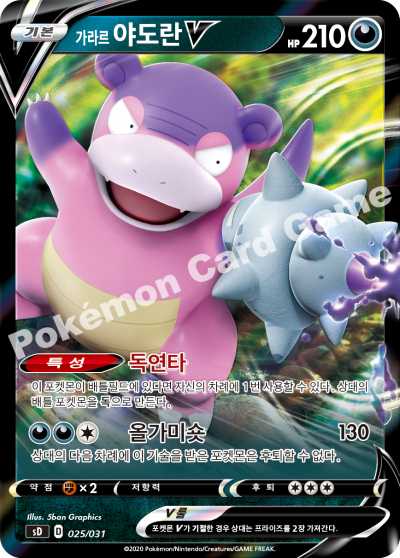 기본 가라르 야도란 V HP 210
Pokémon Card Game
특성 독연타
이 포켓몬이 배틀필드에 있다면 자신의 차례에 1번 사용할 수 있다. 상대의
배틀 포켓몬을 독으로 만든다.
올가미숏 130
상대의 다음 차례에 이 기술을 받은 포켓몬은 후퇴할 수 없다.
약점 ×2 저항력 후퇴
Illus. 5ban Graphics
V룰
sD D 025/031
포켓몬 V가 기절한 경우 상대는 프라이즈를 2장 가져간다.
©2020 Pokémon/Nintendo/Creatures/GAME FREAK.